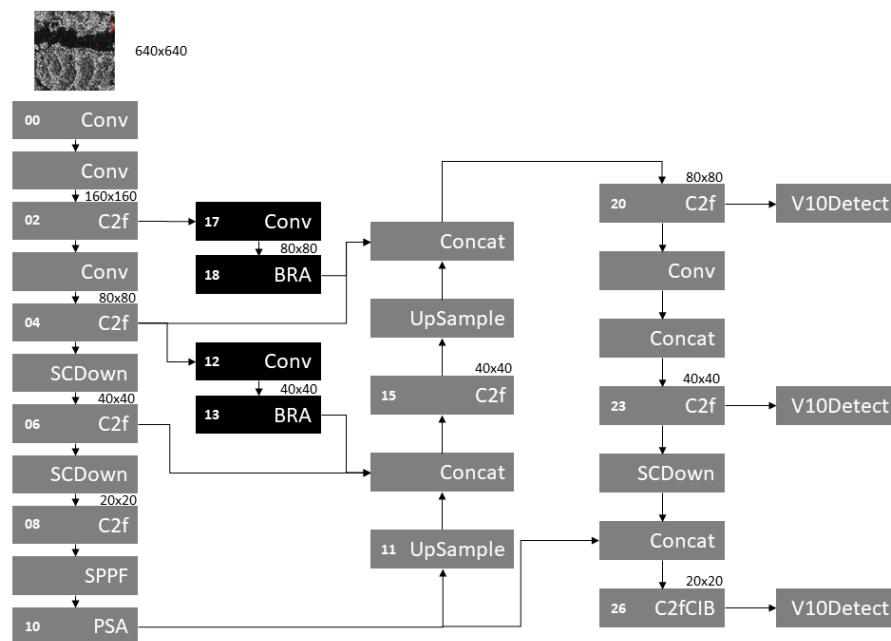 640x640
00 Conv
Conv
160x160
02 C2f
Conv
80x80
04 C2f
SCDown
40x40
06 C2f
SCDown
20x20
08 C2f
SPPF
10 PSA
17 Conv
80x80
18 BRA
12 Conv
40x40
13 BRA
Concat
UpSample
40x40
15 C2f
Concat
11 UpSample
80x80
20 C2f
V10Detect
Conv
Concat
40x40
23 C2f
V10Detect
SCDown
Concat
20x20
26 C2fCIB
V10Detect